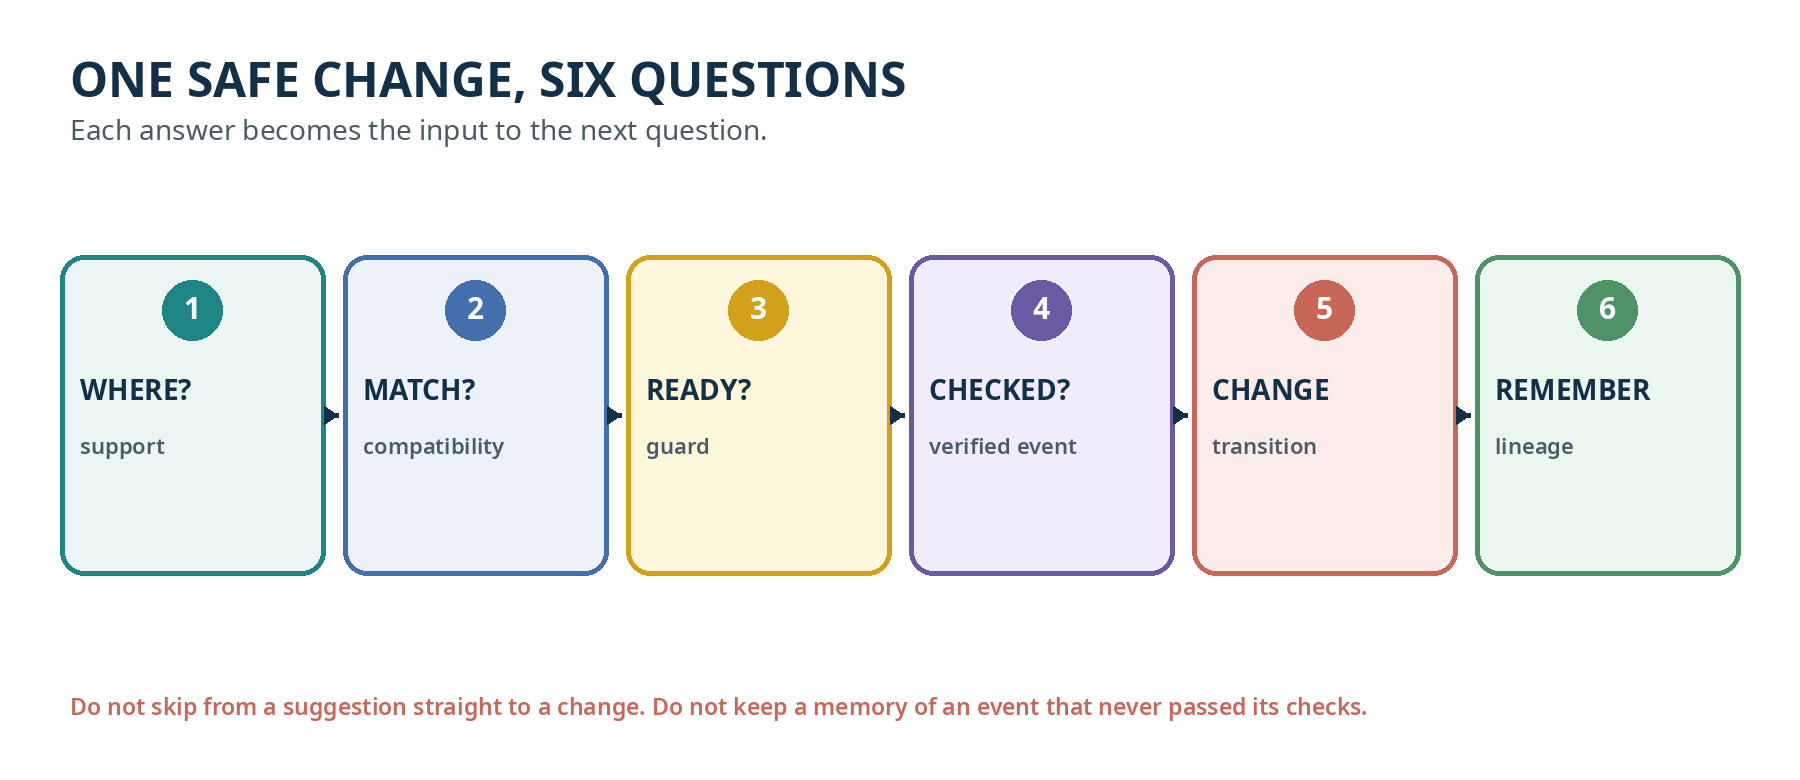 ONE SAFE CHANGE, SIX QUESTIONS
Each answer becomes the input to the next question.
1
WHERE?
support
2
MATCH?
compatibility
3
READY?
guard
4
CHECKED?
verified event
5
CHANGE
transition
6
REMEMBER
lineage
Do not skip from a suggestion straight to a change. Do not keep a memory of an event that never passed its checks.